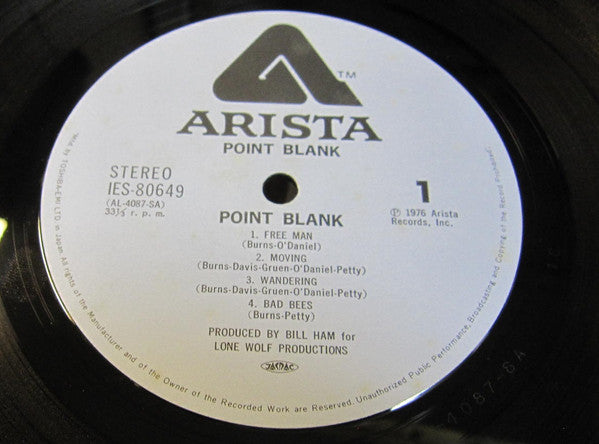 TM
ARISTA
POINT BLANK
STEREO
IES-80649
(AL-4087-SA)
33⅓ r. p. m.
1
Ⓟ 1976 Arista
Records, Inc.
POINT BLANK
1. FREE MAN
(Burns-O'Daniel)
2. MOVING
(Burns-Davis-Gruen-O'Daniel-Petty)
3. WANDERING
(Burns-Davis-Gruen-O'Daniel-Petty)
4. BAD BEES
(Burns-Petty)
PRODUCED BY BILL HAM for
LONE WOLF PRODUCTIONS
JASRAC
Mfd. by TOSHIBA-EMI LTD. in Japan. All rights of the Manufacturer and of the Owner of the Recorded Work are Reserved. Unauthorized Public Performance, Broadcasting and Copying of the Record Prohibited.